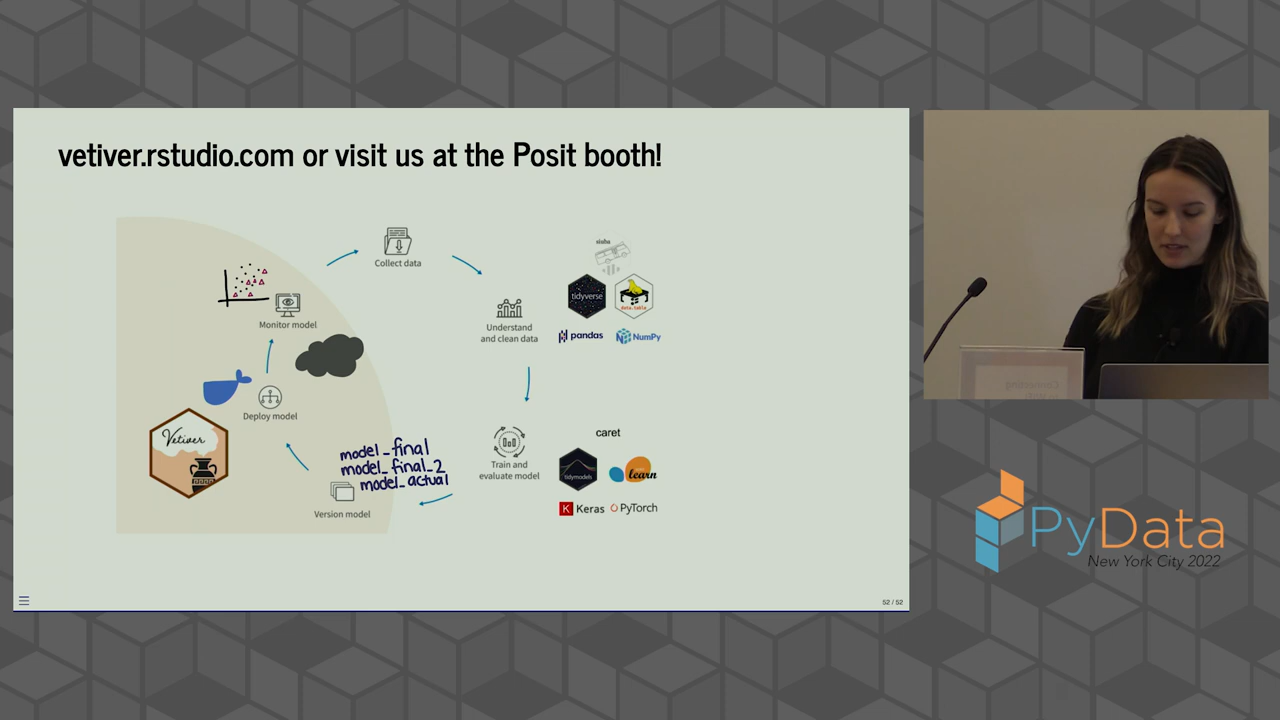 vetiver.rstudio.com or visit us at the Posit booth!
Collect data
Understand
and clean data
siuba
tidyverse
data.table
pandas
NumPy
Train and
evaluate model
caret
tidymodels
learn
Keras
PyTorch
model_final
model_final_2
model_actual
Version model
Deploy model
Vetiver
Monitor model
52 / 52
PyData
New York City 2022